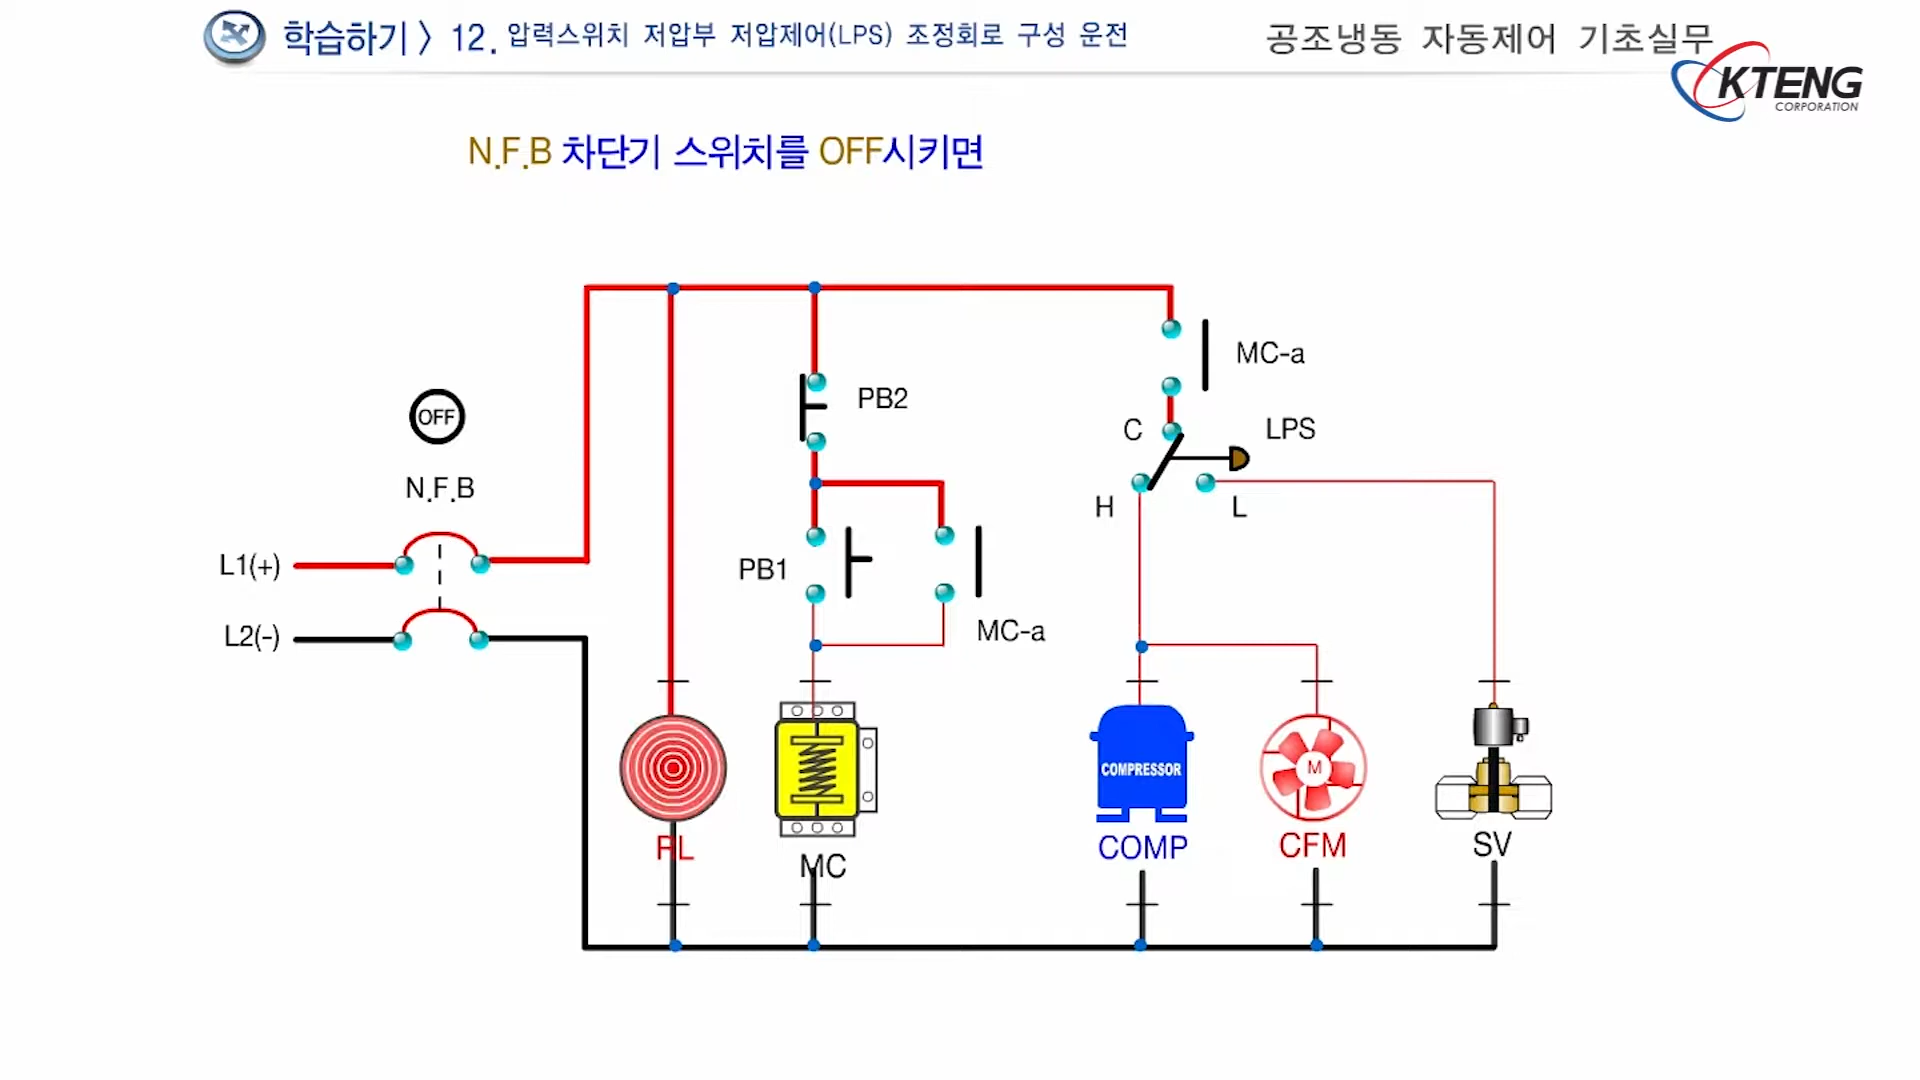 학습하기 〉 12. 압력스위치 저압부 저압제어(LPS) 조정회로 구성 운전
공조냉동 자동제어 기초실무
KTENG
CORPORATION
N.F.B 차단기 스위치를 OFF시키면
MC-a
PB2
OFF
C
LPS
N.F.B
H
L
L1(+)
PB1
L2(-)
MC-a
COMPRESSOR
M
RL
MC
COMP
CFM
SV